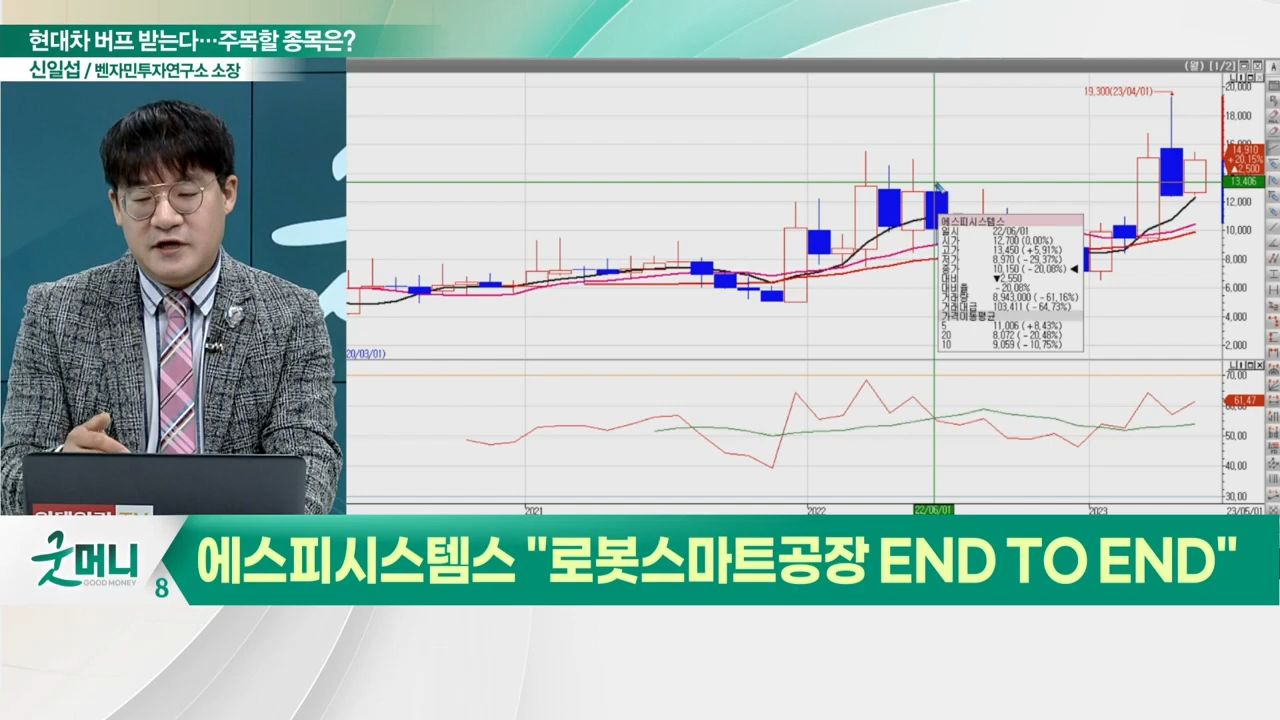 현대차 버프 받는다…주목할 종목은?
신일섭 / 벤자민투자연구소 소장
(월) [1/2]
19,300(23/04/01)
20,000
18,000
14,910
+20,15%
▲2,500
13,406
12,000
10,000
8,000
6,000
4,000
2,000
에스피시스템스
일시 22/06/01
시가 12,700 (0,00%)
고가 13,450 (+5,91%)
저가 8,970 (-29,37%)
종가 10,150 (-20,08%)
대비 ▼2,550
대비율 -20,08%
거래량 8,943,000 (-61,16%)
거래대금 103,411 (-64,73%)
가격이동평균
5 11,006 (+8,43%)
20 8,072 (-20,48%)
10 9,059 (-10,75%)
20/03/01)
70,00
61,47
50,00
40,00
30,00
2021
2022
22/06/01
2023
23/05/01
굿머니
GOOD MONEY
8
에스피시스템스 "로봇스마트공장 END TO END"